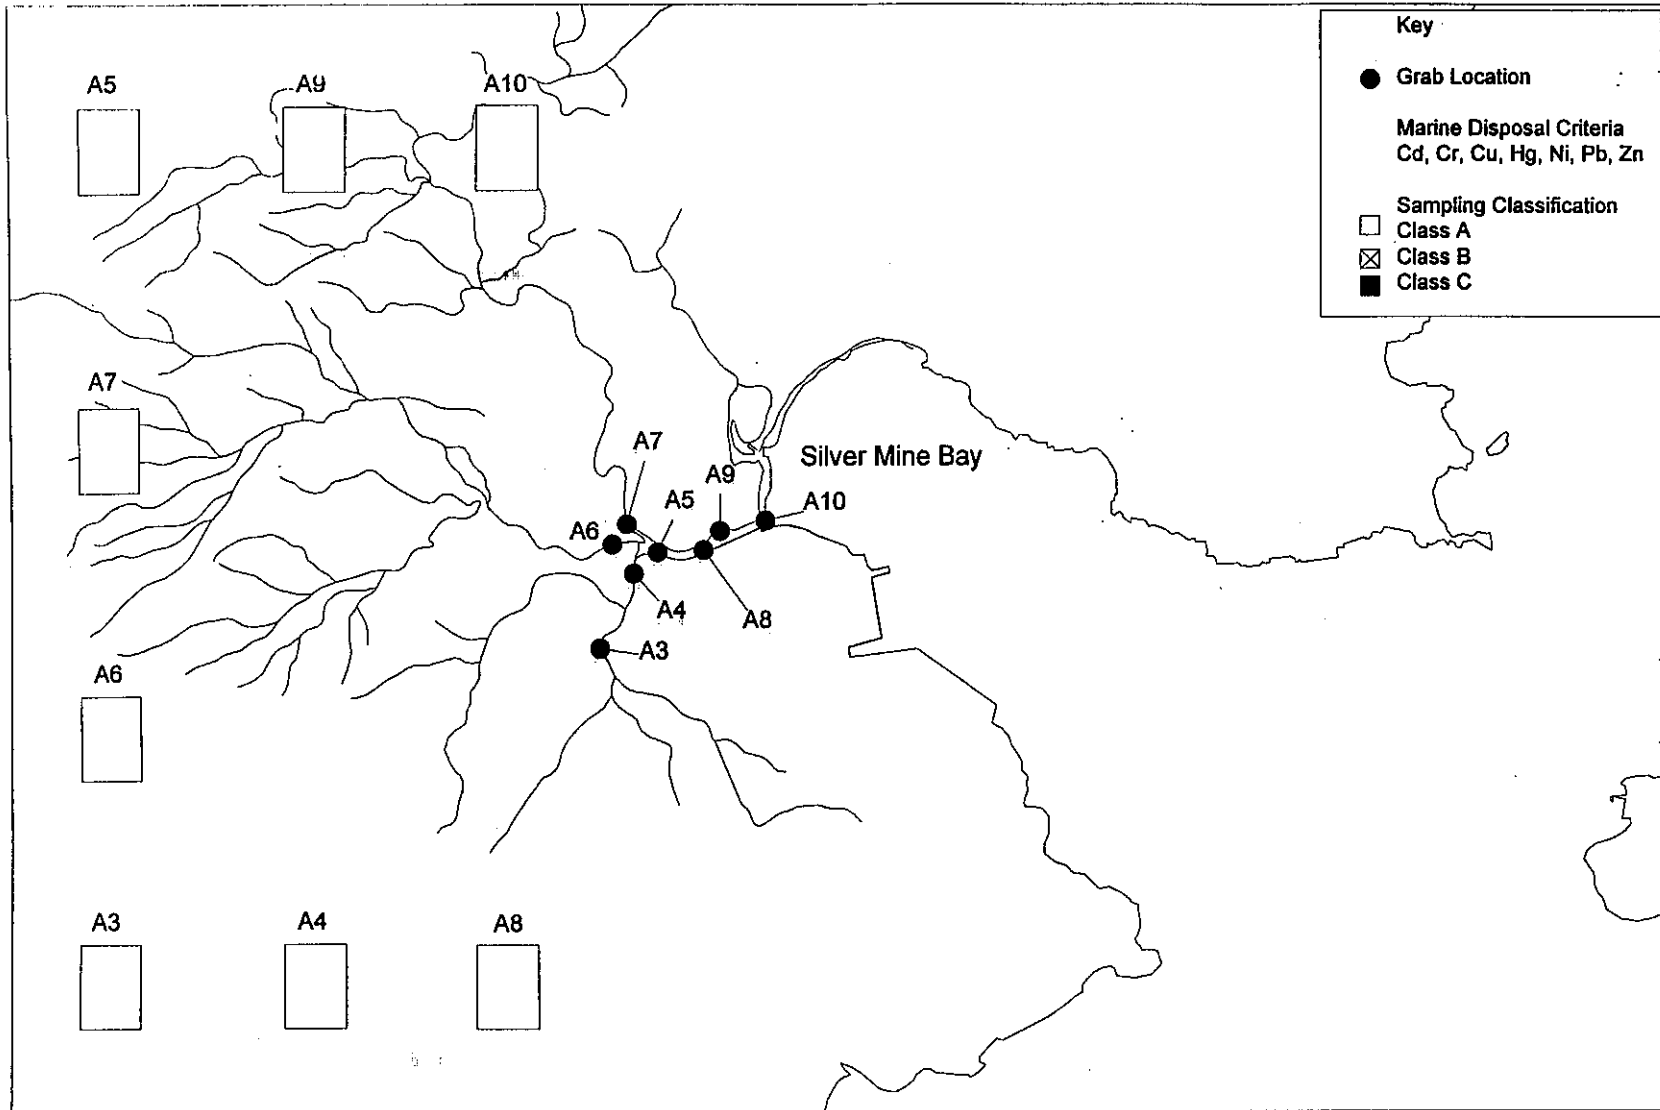 A5
A9
A10
Key
Grab Location
Marine Disposal Criteria
Cd, Cr, Cu, Hg, Ni, Pb, Zn
Sampling Classification
Class A
Class B
Class C
A7
A7
Silver Mine Bay
A9
A5
A10
A6
A4
A8
A3
A6
A3
A4
A8